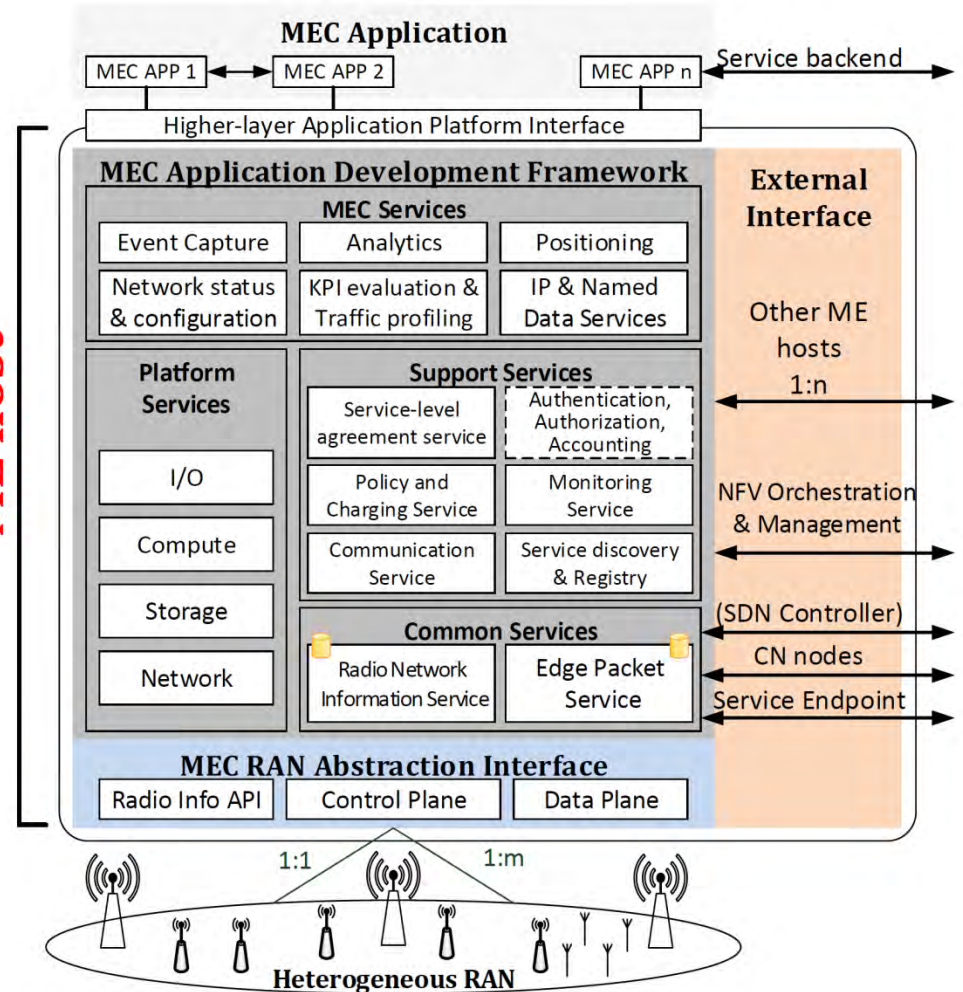 MEC Application
MEC APP 1
MEC APP 2
MEC APP n
Service backend
Higher-layer Application Platform Interface
MEC Application Development Framework
MEC Services
Event Capture
Analytics
Positioning
Network status
& configuration
KPI evaluation &
Traffic profiling
IP & Named
Data Services
Platform
Services
I/O
Compute
Storage
Network
Support Services
Service-level
agreement service
Authentication,
Authorization,
Accounting
Policy and
Charging Service
Monitoring
Service
Communication
Service
Service discovery
& Registry
Common Services
Radio Network
Information Service
Edge Packet
Service
External
Interface
Other ME
hosts
1:n
NFV Orchestration
& Management
(SDN Controller)
CN nodes
Service Endpoint
MEC RAN Abstraction Interface
Radio Info API
Control Plane
Data Plane
1:1
1:m
Heterogeneous RAN